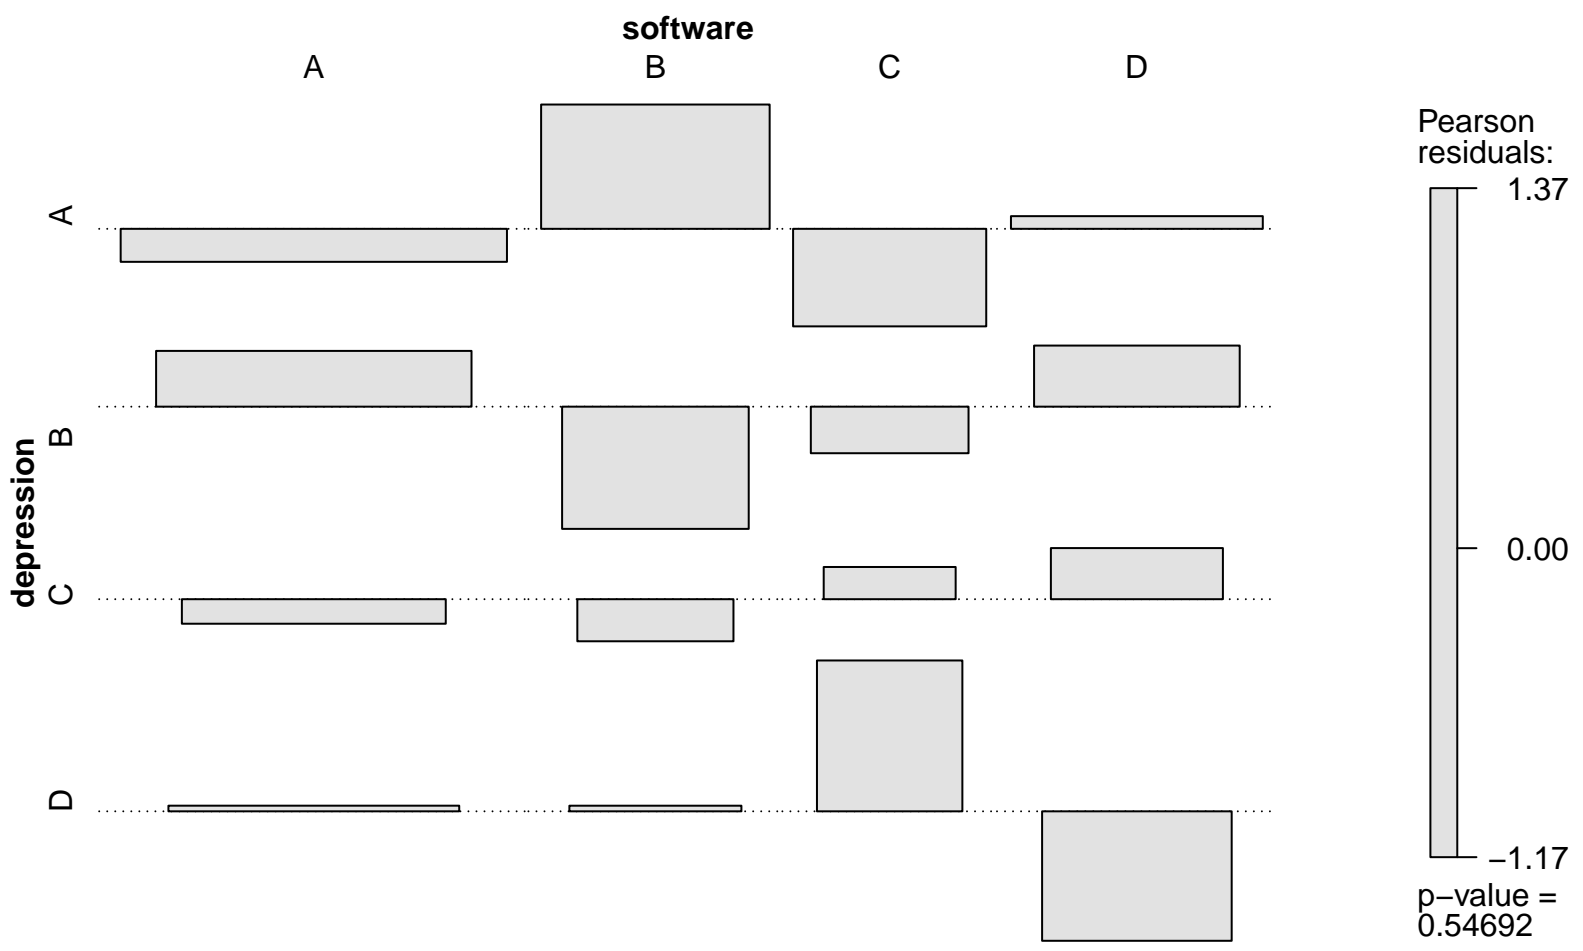 software
A B C D
A
B
C
D
depression
Pearson
residuals:
1.37
0.00
−1.17
p−value =
0.54692